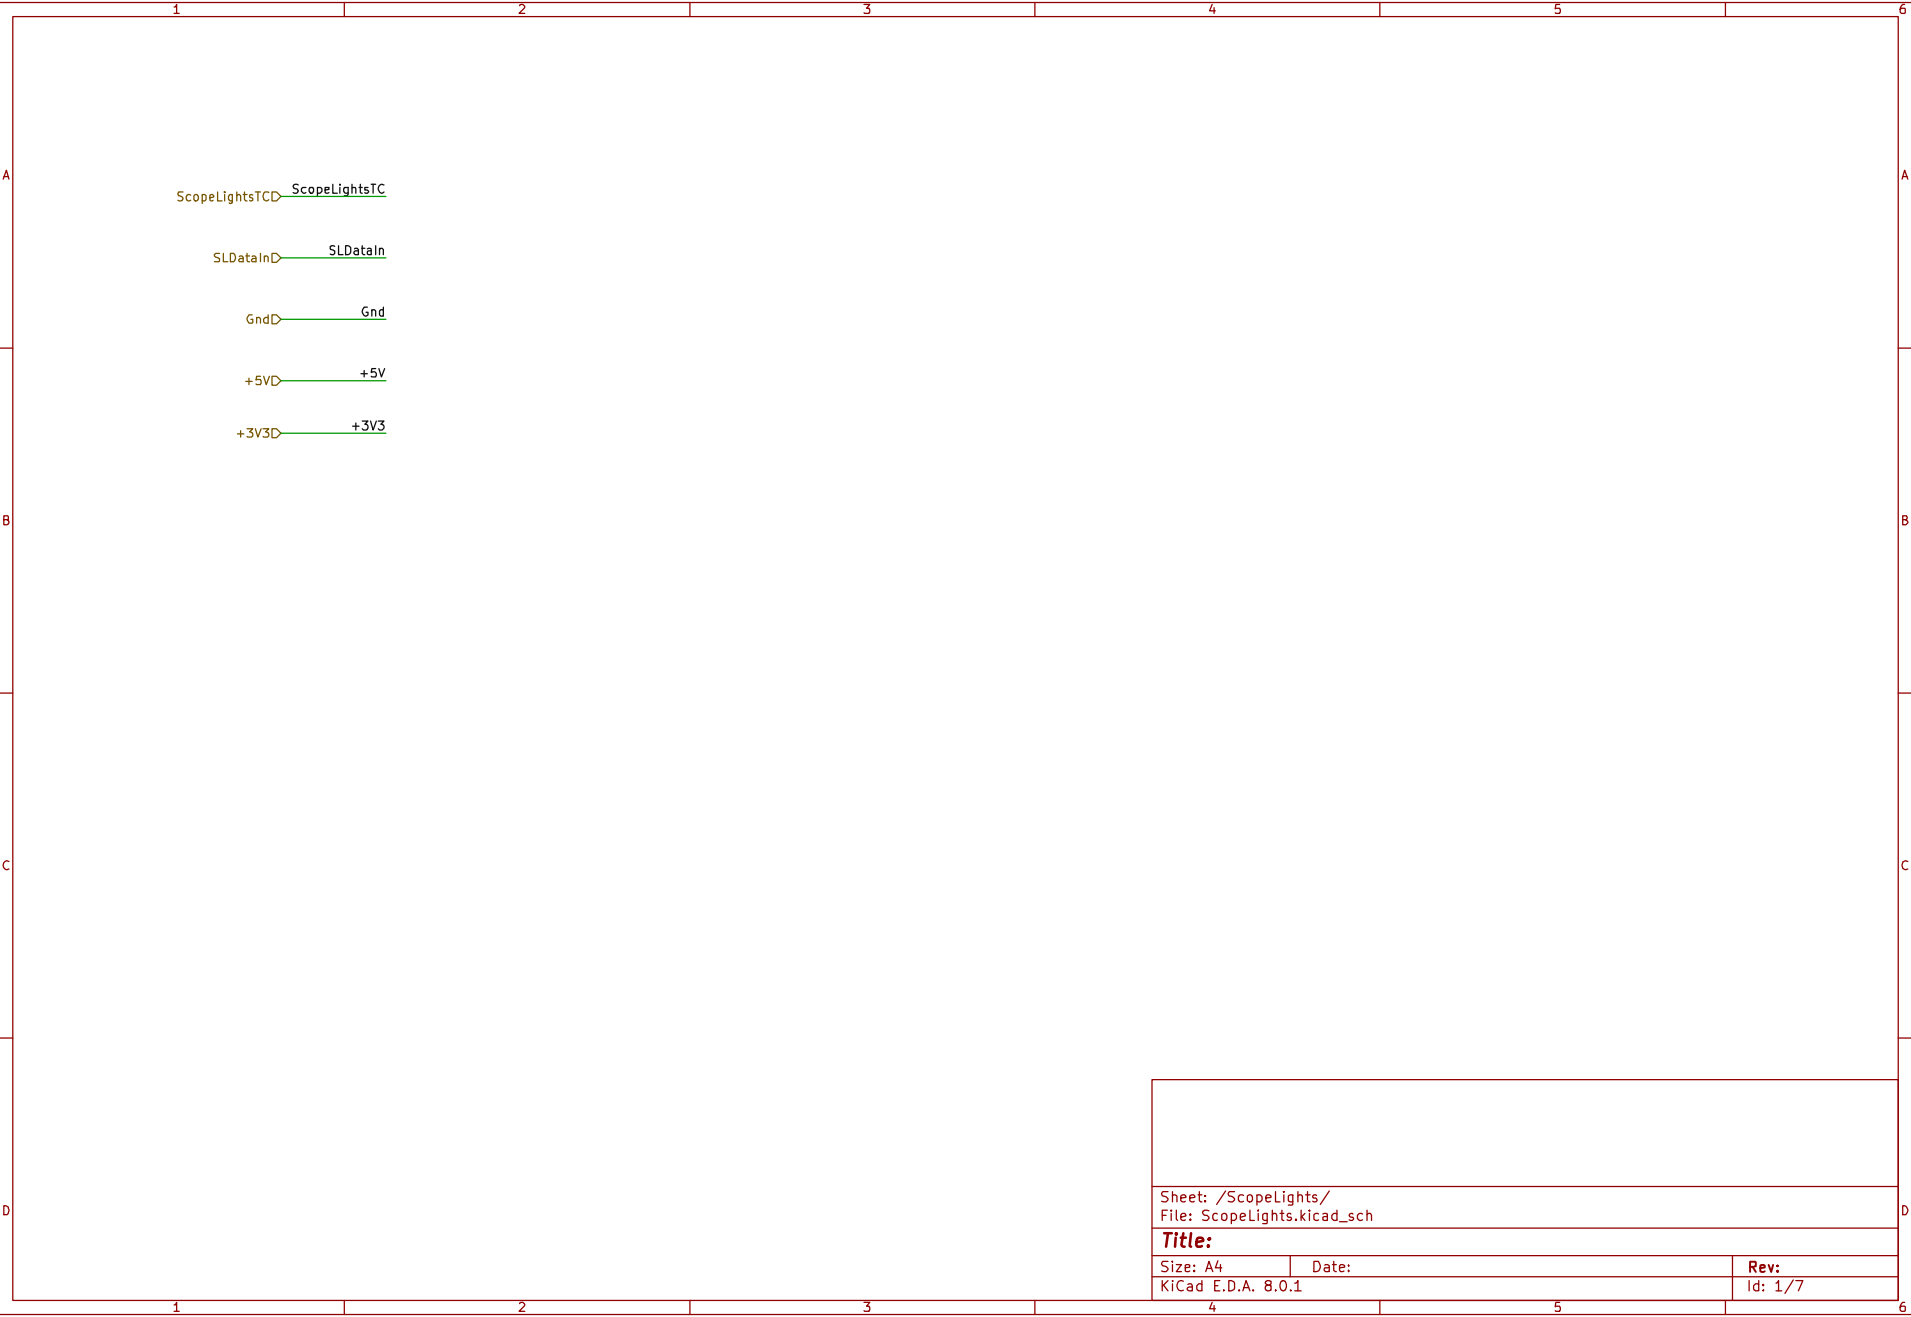 1 2 3 4 5 6
A A
ScopeLightsTC ScopeLightsTC
SLDataIn SLDataIn
Gnd Gnd
+5V +5V
+3V3 +3V3
B B
C C
Sheet: /ScopeLights/
File: ScopeLights.kicad_sch
D D
Title:
Size: A4 Date: Rev:
KiCad E.D.A. 8.0.1 Id: 1/7
1 2 3 4 5 6